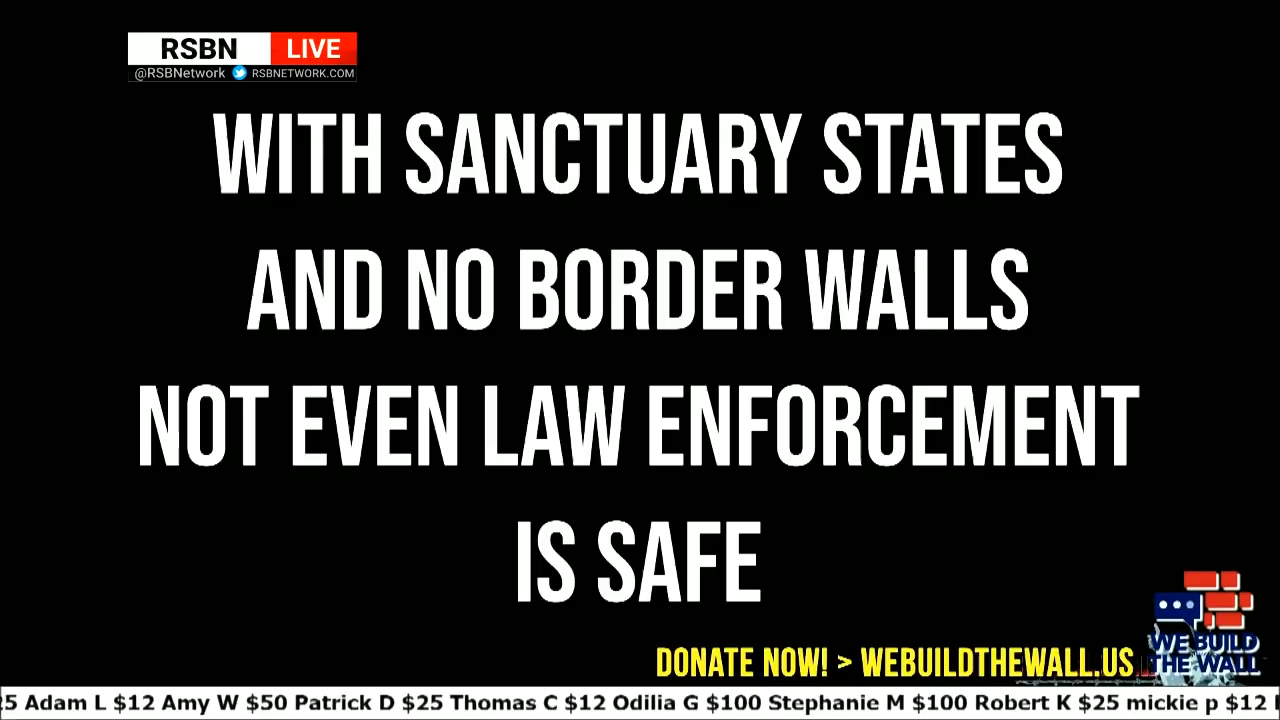 RSBN LIVE
@RSBNetwork RSBNETWORK.COM
WITH SANCTUARY STATES
AND NO BORDER WALLS
NOT EVEN LAW ENFORCEMENT
IS SAFE
WE BUILD
THE WALL
DONATE NOW! > WEBUILDTHEWALL.US
5 Adam L $12 Amy W $50 Patrick D $25 Thomas C $12 Odilia G $100 Stephanie M $100 Robert K $25 mickie p $12